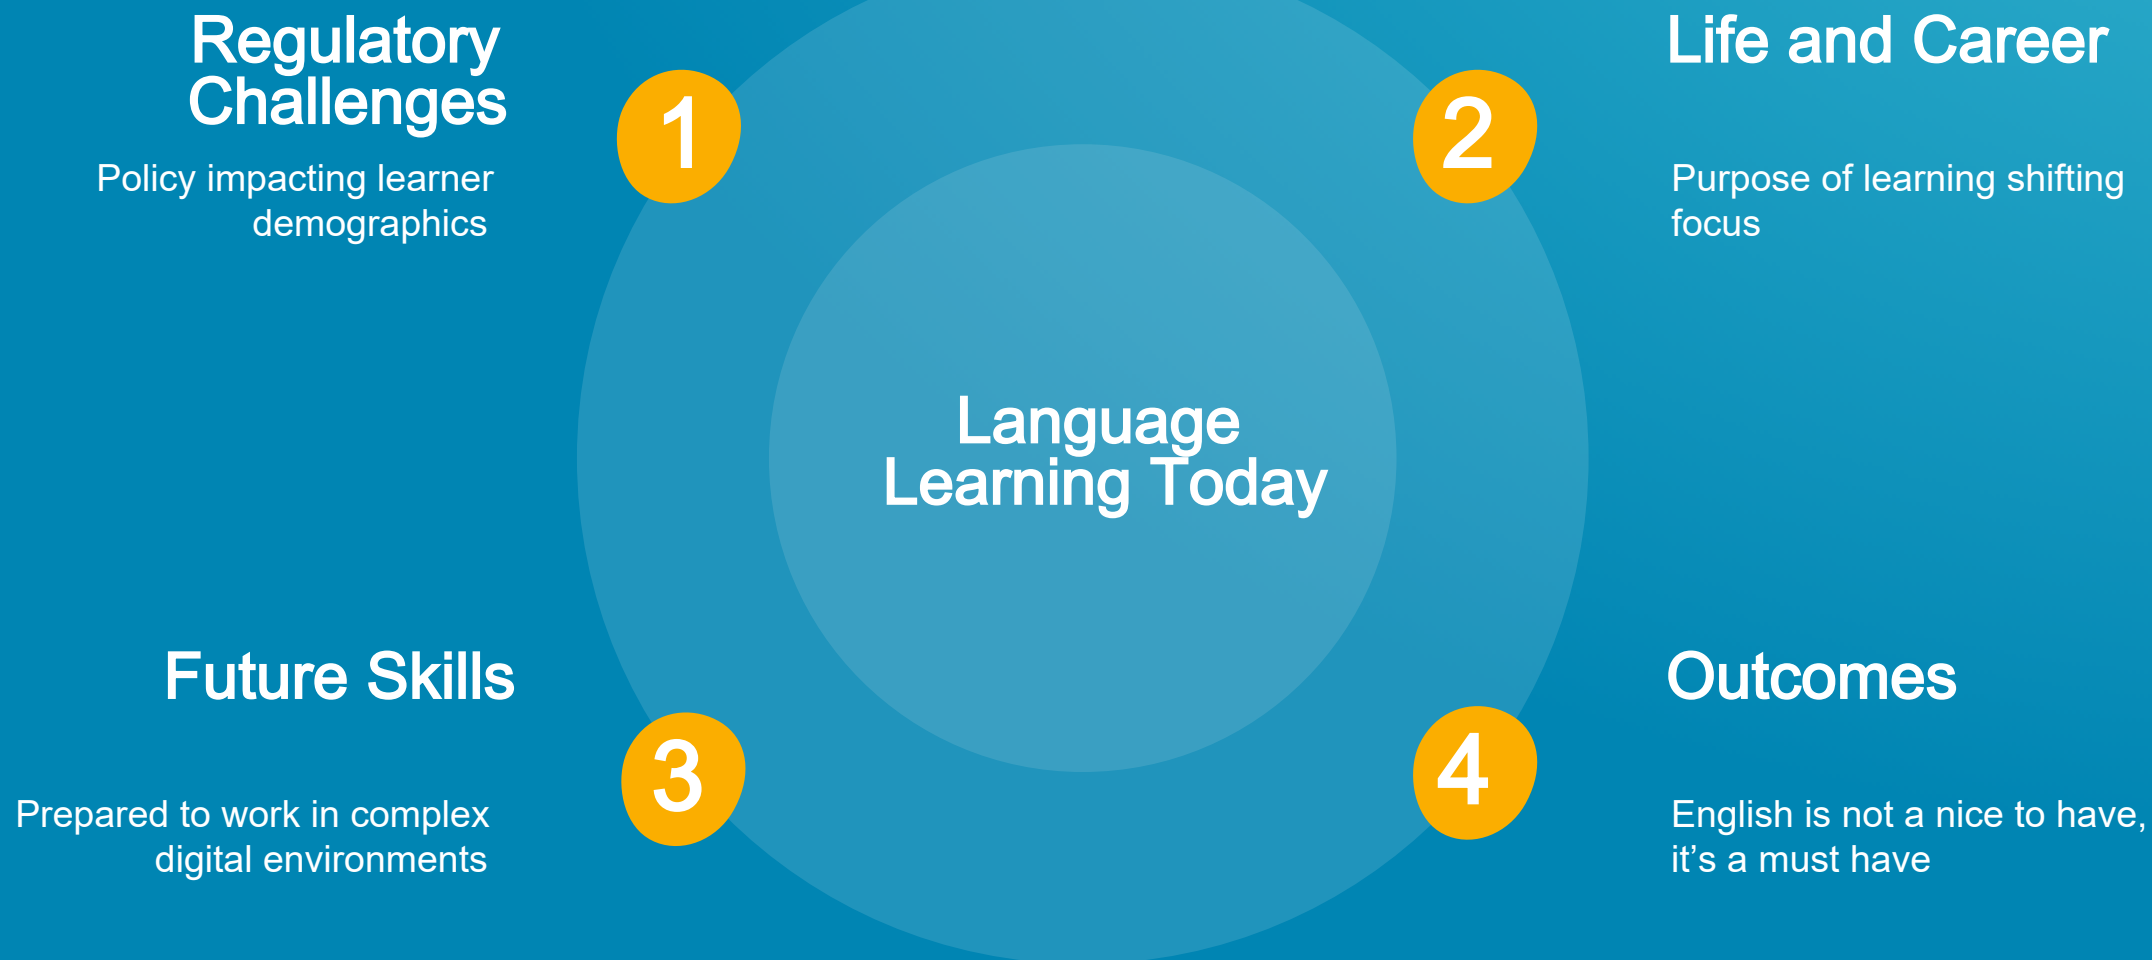 Regulatory
Challenges
Policy impacting learner
demographics
1
2
Life and Career
Purpose of learning shifting
focus
Language
Learning Today
Future Skills
Prepared to work in complex
digital environments
3
4
Outcomes
English is not a nice to have,
it’s a must have